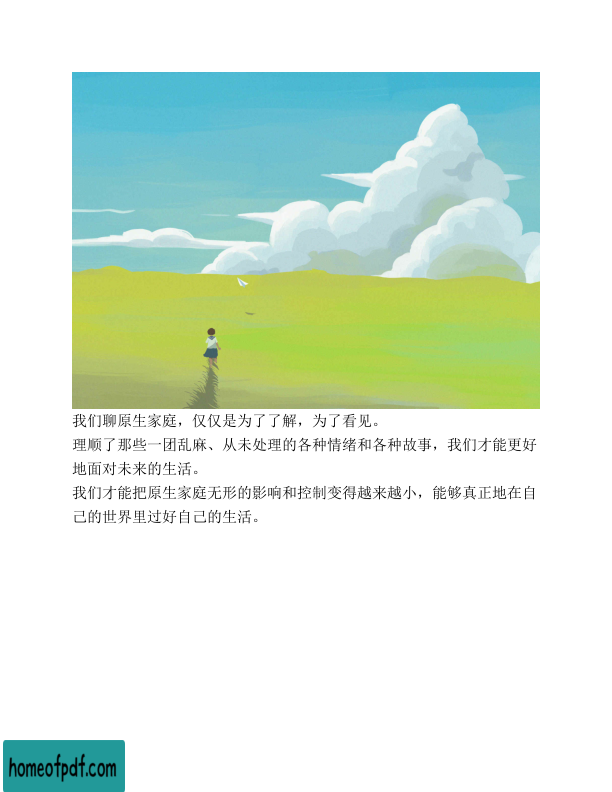 我们聊原生家庭，仅仅是为了了解，为了看见。
理顺了那些一团乱麻、从未处理的各种情绪和各种故事，我们才能更好
地面对未来的生活。
我们才能把原生家庭无形的影响和控制变得越来越小，能够真正地在自
己的世界里过好自己的生活。
homeofpdf.com